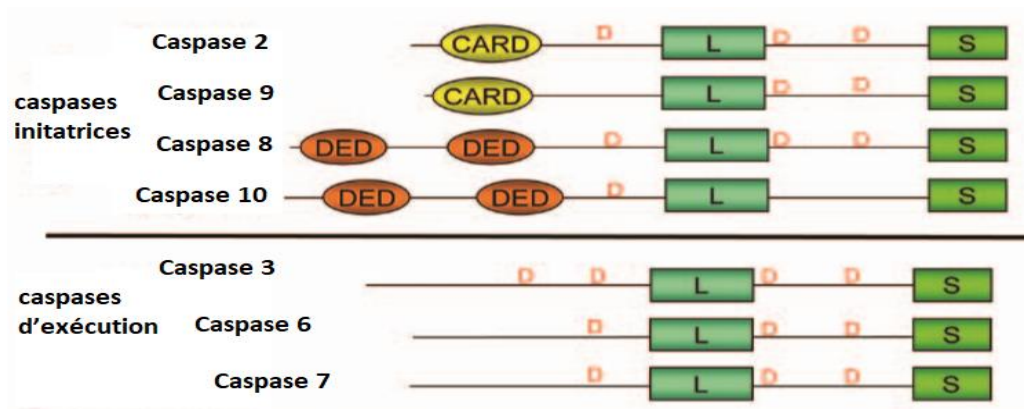 Caspase 2 CARD D L D D S
Caspase 9 CARD L D D S
caspases
initatrices
Caspase 8 DED DED D L D D S
Caspase 10 DED DED D L S
Caspase 3 D D L D D S
caspases
d'exécution
Caspase 6 D L D D S
Caspase 7 D L D D S